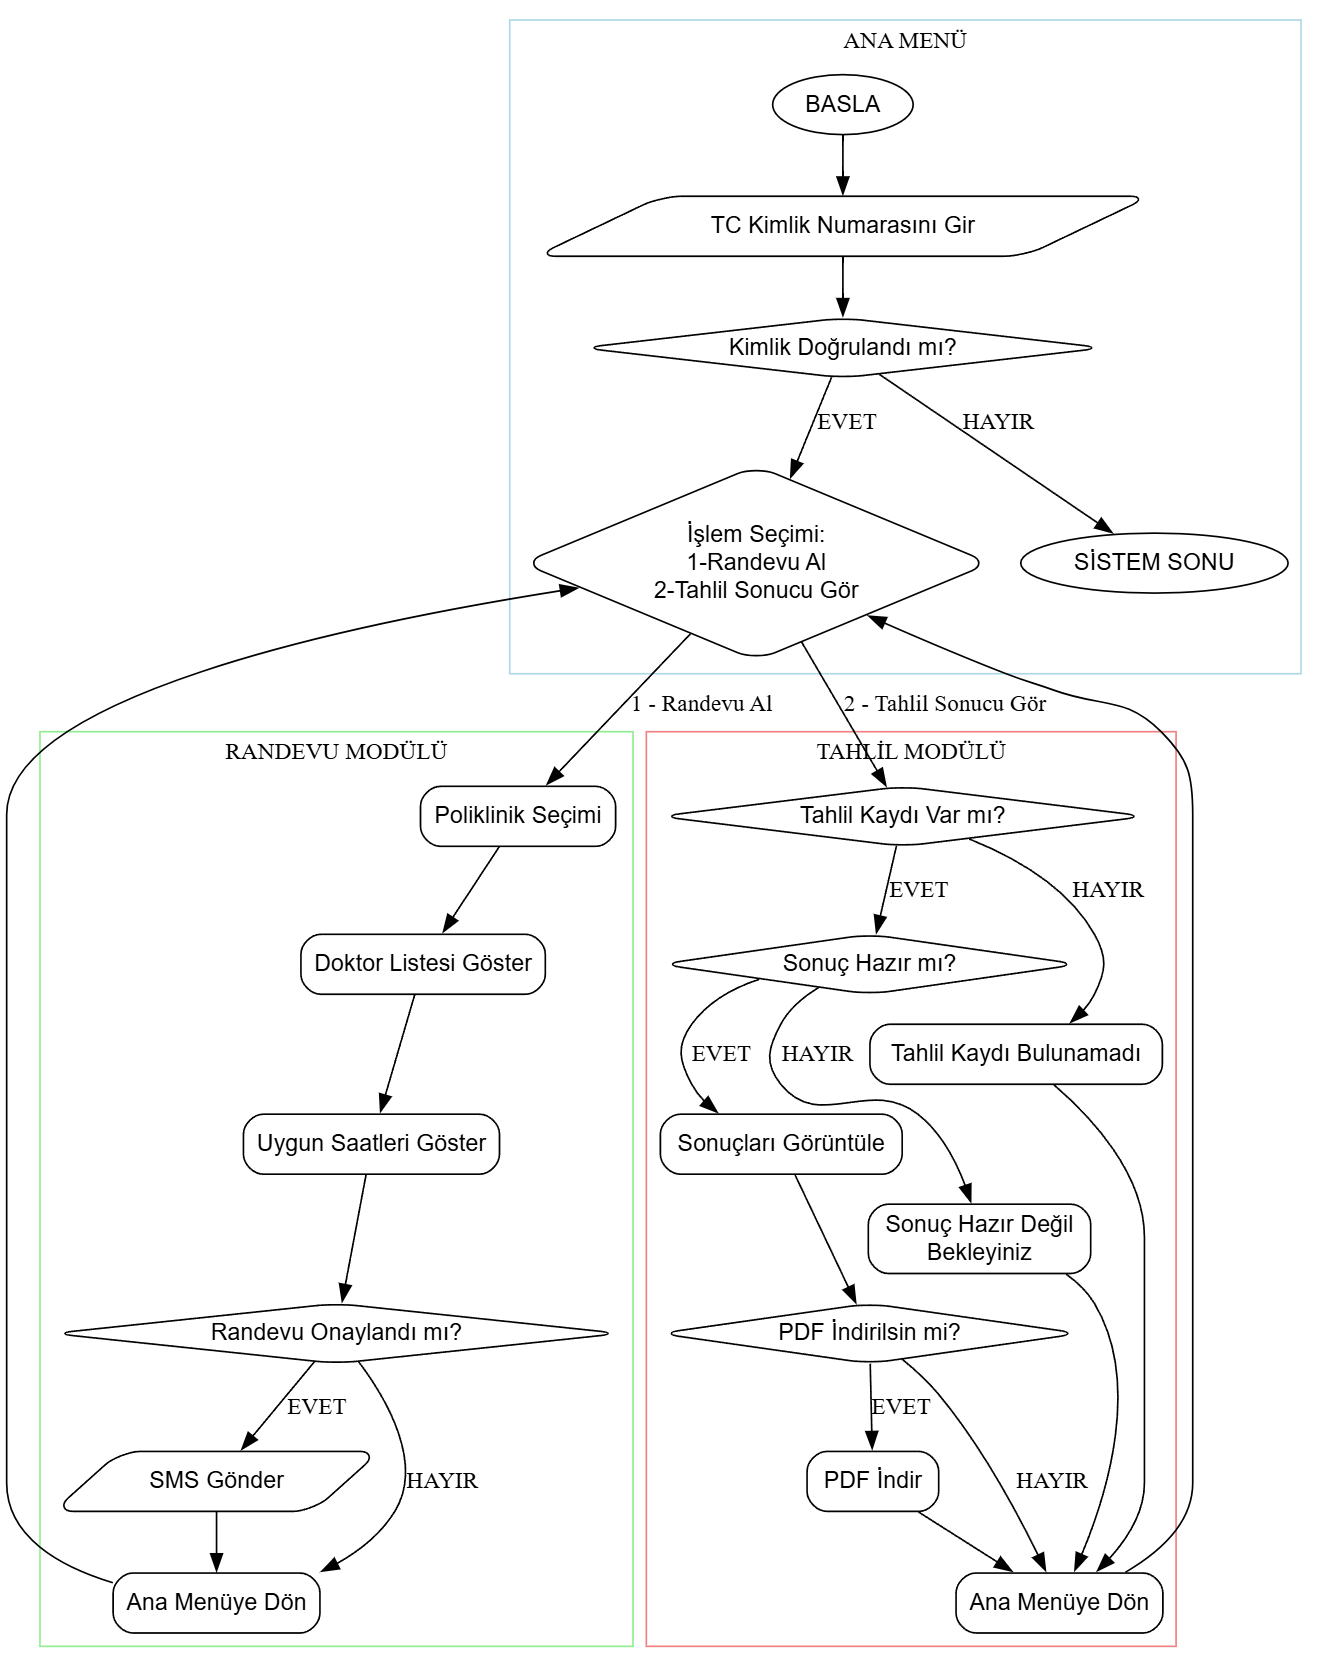 ANA MENÜ
BASLA
TC Kimlik Numarasını Gir
Kimlik Doğrulandı mı?
EVET
HAYIR
İşlem Seçimi:
1-Randevu Al
2-Tahlil Sonucu Gör
SİSTEM SONU
1 - Randevu Al
2 - Tahlil Sonucu Gör
RANDEVU MODÜLÜ
Poliklinik Seçimi
Doktor Listesi Göster
Uygun Saatleri Göster
Randevu Onaylandı mı?
EVET
HAYIR
SMS Gönder
Ana Menüye Dön
TAHLİL MODÜLÜ
Tahlil Kaydı Var mı?
EVET
HAYIR
Sonuç Hazır mı?
EVET
HAYIR
Tahlil Kaydı Bulunamadı
Sonuçları Görüntüle
Sonuç Hazır Değil
Bekleyiniz
PDF İndirilsin mi?
EVET
HAYIR
PDF İndir
Ana Menüye Dön